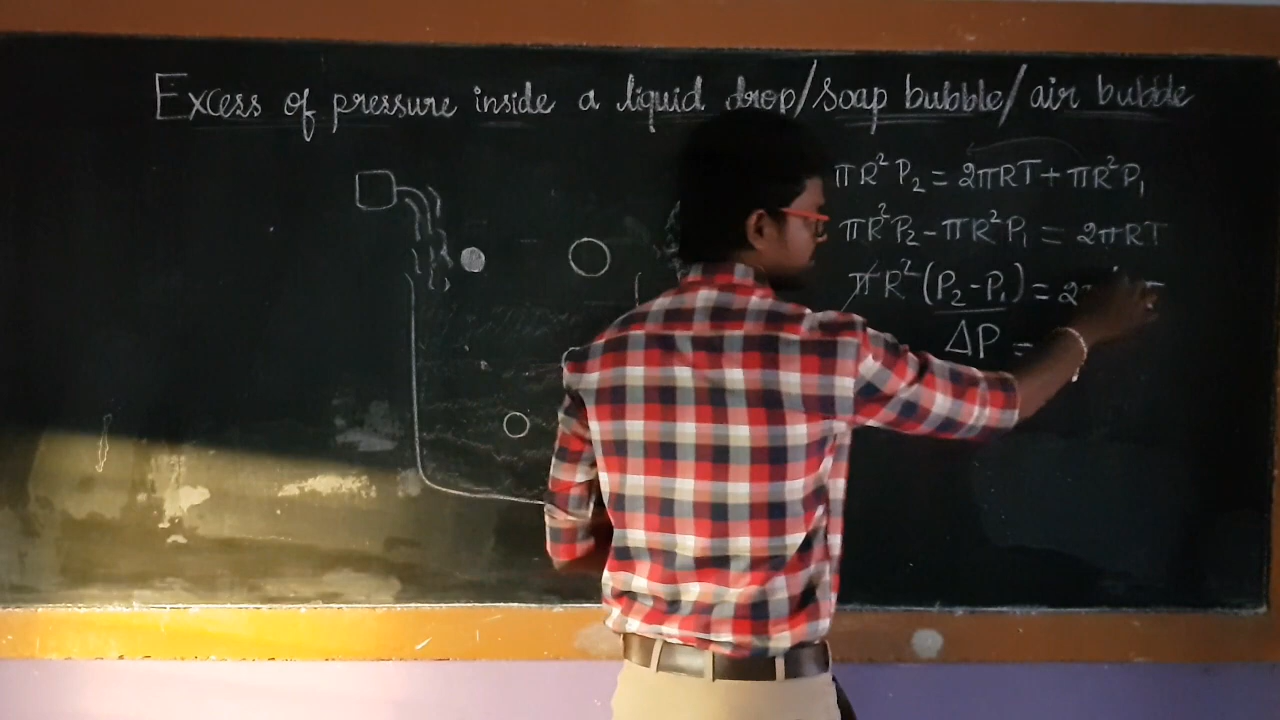 Excess of pressure inside a liquid drop/Soap bubble/air bubble
πR²P₂ = 2πRT + πR²P₁
πR²P₂ - πR²P₁ = 2πRT
πR²(P₂-P₁) = 2
ΔP =